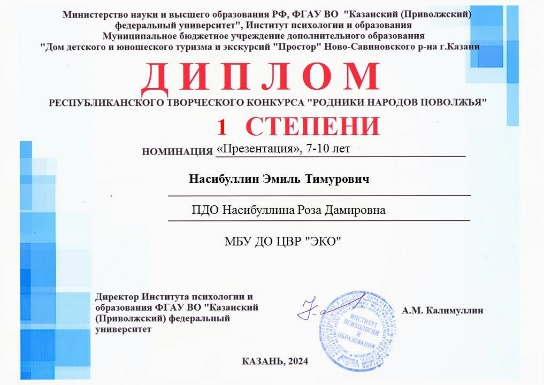 Министерство науки и высшего образования РФ, ФГАУ ВО "Казанский (Приволжский)
федеральный университет", Институт психологии и образования
Муниципальное бюджетное учреждение дополнительного образования
"Дом детского и юношеского туризма и экскурсий "Простор" Ново-Савиновского р-на г.Казани
ДИПЛОМ
РЕСПУБЛИКАНСКОГО ТВОРЧЕСКОГО КОНКУРСА "РОДНИКИ НАРОДОВ ПОВОЛЖЬЯ"
1 СТЕПЕНИ
НОМИНАЦИЯ «Презентация», 7-10 лет
Насибуллин Эмиль Тимурович
ПДО Насибуллина Роза Дамировна
МБУ ДО ЦВР "ЭКО"
Директор Института психологии и
образования ФГАУ ВО "Казанский
(Приволжский) федеральный
университет
А.М. Калимуллин
ИНСТИТУТ
ПСИХОЛОГИИ
И
ОБРАЗОВАНИЯ
КАЗАНЬ, 2024